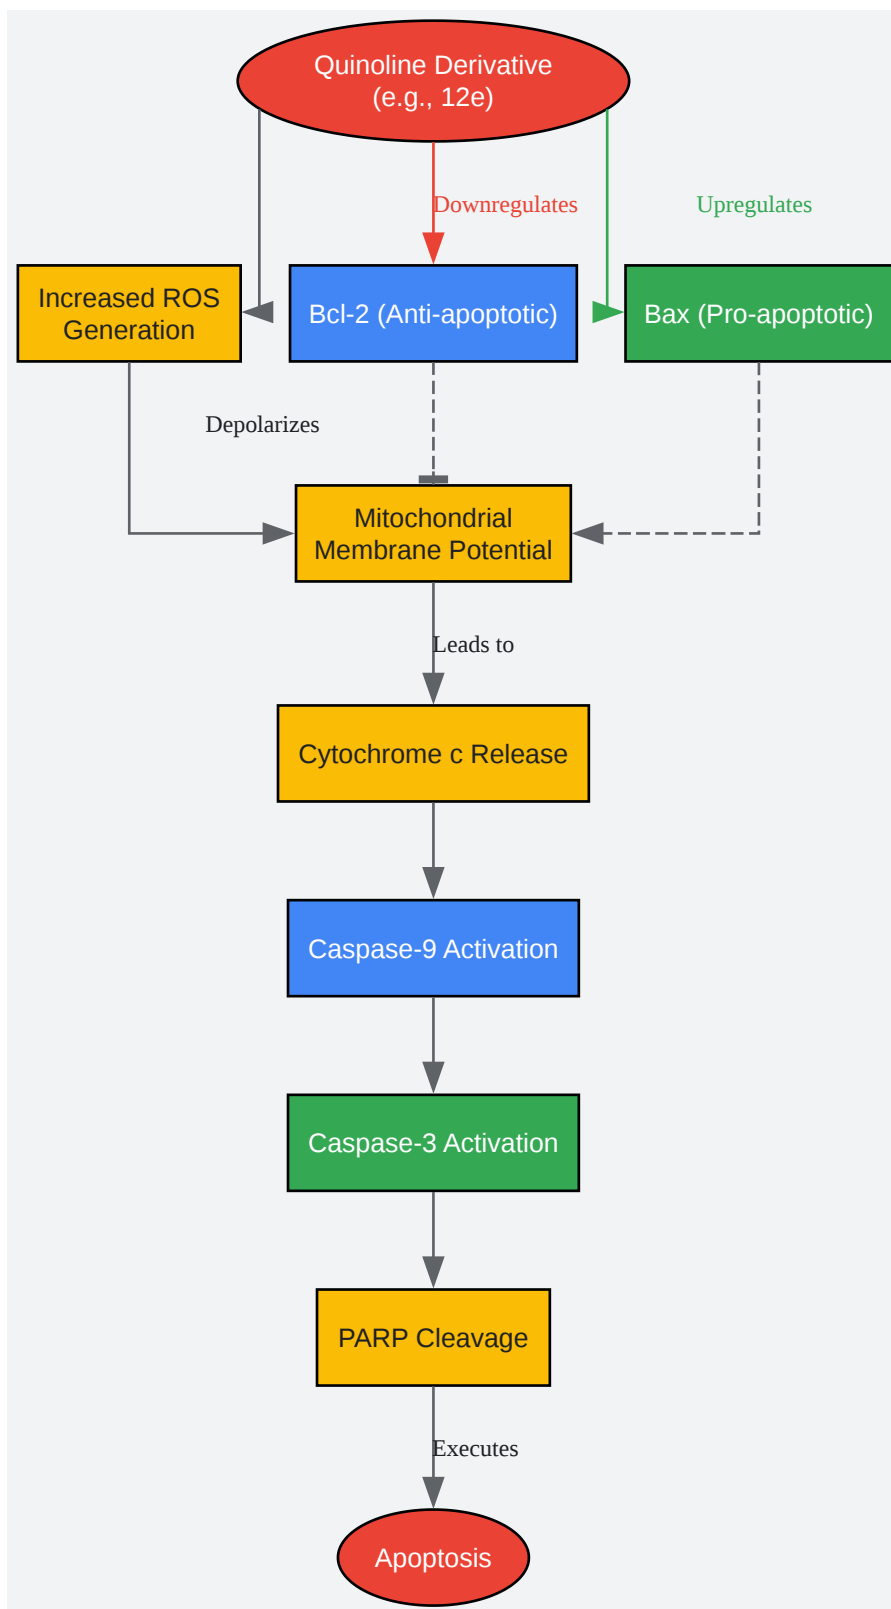 Quinoline Derivative
(e.g., 12e)
Downregulates
Upregulates
Increased ROS
Generation
Bcl-2 (Anti-apoptotic)
Bax (Pro-apoptotic)
Depolarizes
Mitochondrial
Membrane Potential
Leads to
Cytochrome c Release
Caspase-9 Activation
Caspase-3 Activation
PARP Cleavage
Executes
Apoptosis